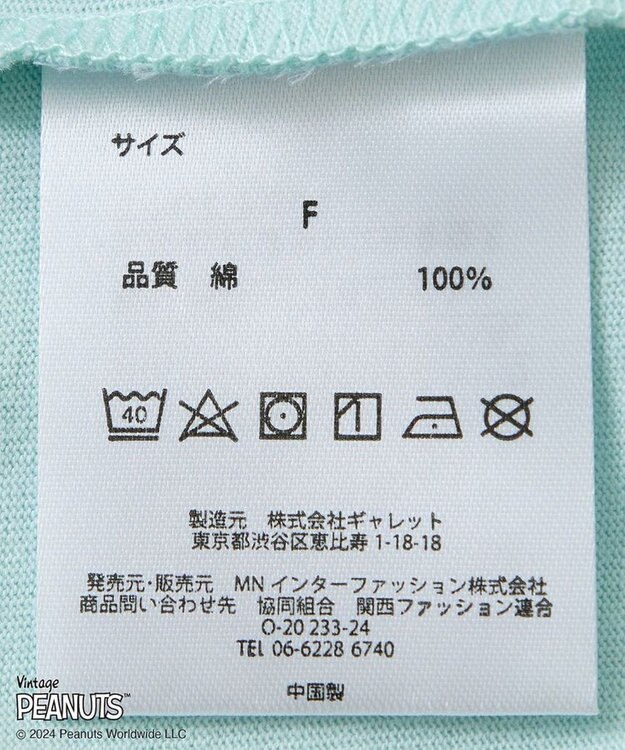 サイズ
F
品質 綿 100%
40
製造元 株式会社ギャレット
東京都渋谷区恵比寿 1-18-18
発売元・販売元 MN インターファッション株式会社
商品問い合わせ先 協同組合 関西ファッション連合
O-20 233-24
TEL 06-6228 6740
中国製
Vintage
PEANUTS™
© 2024 Peanuts Worldwide LLC